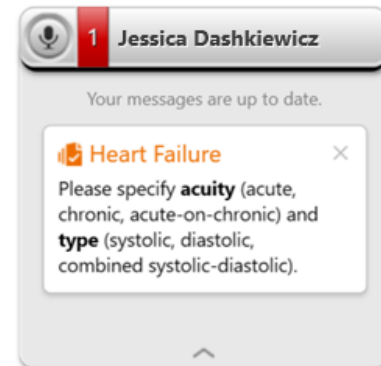 1 Jessica Dashkiewicz
Your messages are up to date.
Heart Failure
Please specify acuity (acute,
chronic, acute-on-chronic) and
type (systolic, diastolic,
combined systolic-diastolic).